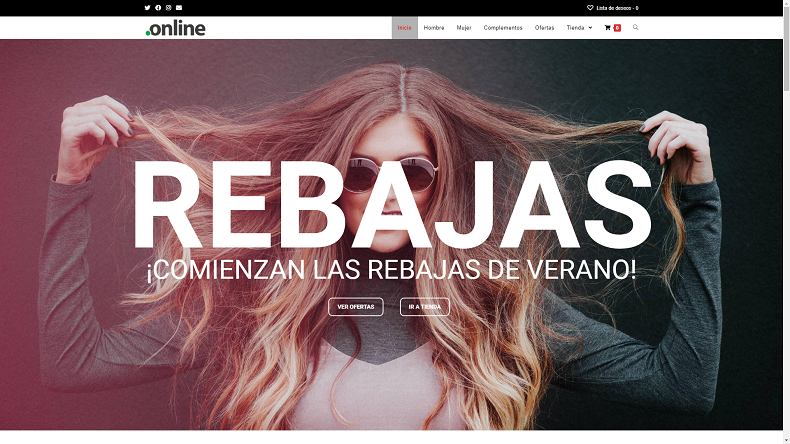 Lista de deseos - 0
.online
Inicio Hombre Mujer Complementos Ofertas Tienda 0
REBAJAS
¡COMIENZAN LAS REBAJAS DE VERANO!
VER OFERTAS IR A TIENDA